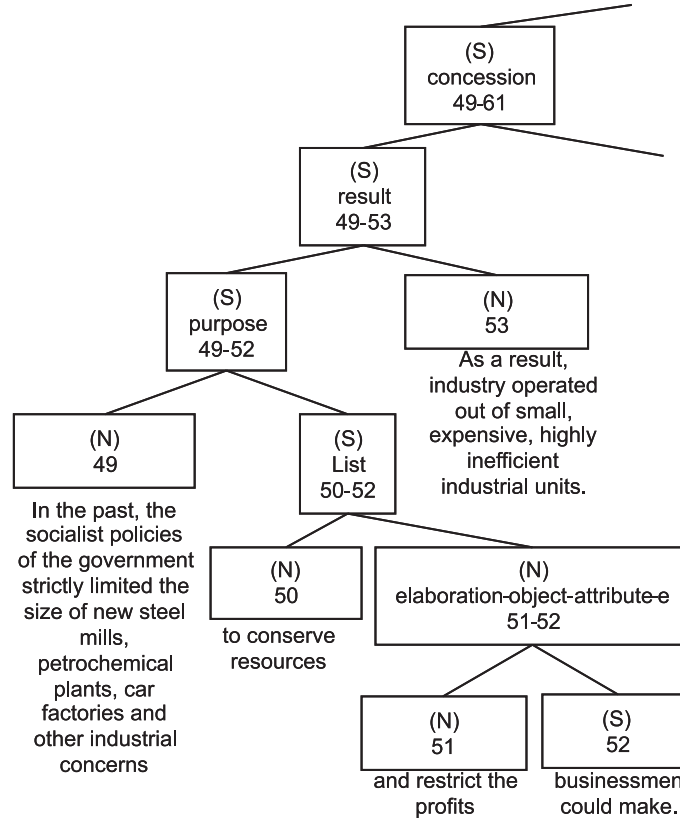 (S)
concession
49-61
(S)
result
49-53
(S)
purpose
49-52
(N)
53
As a result,
industry operated
out of small,
expensive, highly
inefficient
industrial units.
(N)
49
In the past, the
socialist policies
of the government
strictly limited the
size of new steel
mills,
petrochemical
plants, car
factories and
other industrial
concerns
(S)
List
50-52
(N)
50
to conserve
resources
(N)
elaboration-object-attribute-e
51-52
(N)
51
and restrict the
profits
(S)
52
businessmen
could make.